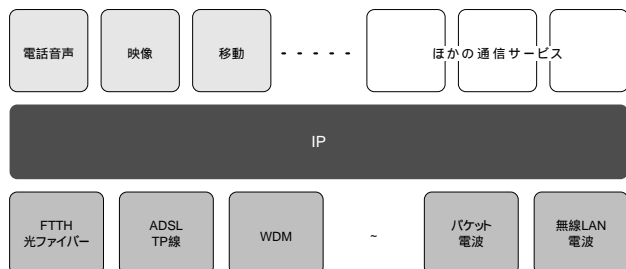 電話音声
映像
移動
- - - - -
ほかの通信サービス
IP
FTTH
光ファイバー
ADSL
TP線
WDM
~
パケット
電波
無線LAN
電波